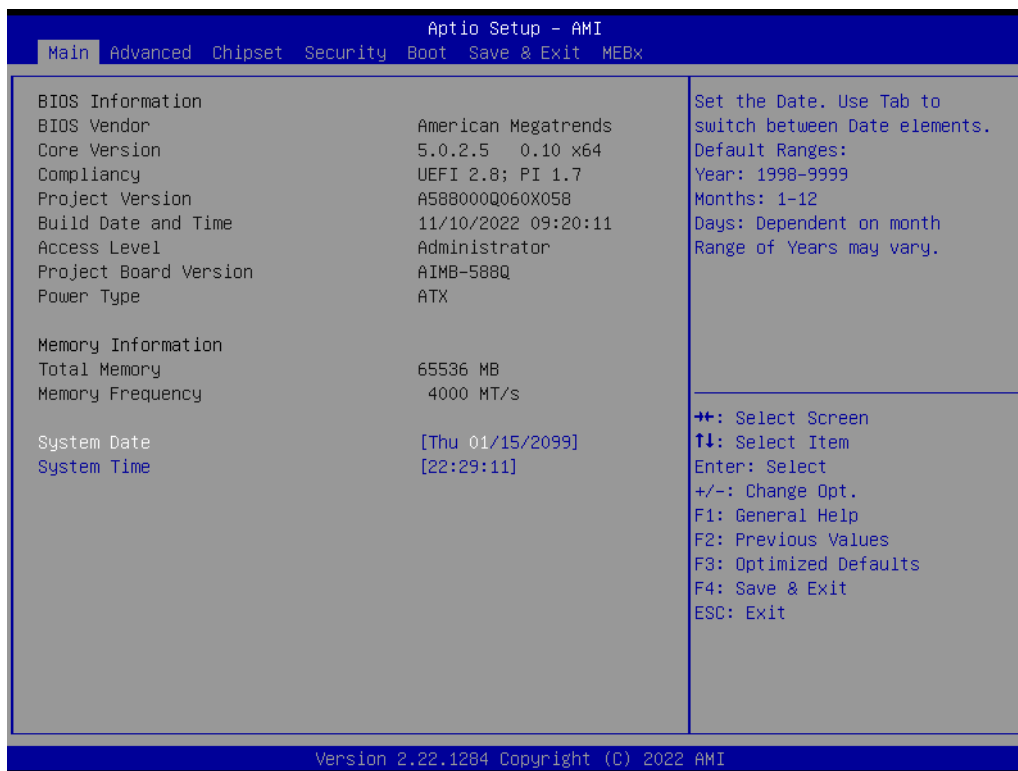 Aptio Setup – AMI
Main Advanced Chipset Security Boot Save & Exit MEBx
BIOS Information
BIOS Vendor American Megatrends
Core Version 5.0.2.5 0.10 x64
Compliancy UEFI 2.8; PI 1.7
Project Version A588000Q060X058
Build Date and Time 11/10/2022 09:20:11
Access Level Administrator
Project Board Version AIMB-588Q
Power Type ATX
Memory Information
Total Memory 65536 MB
Memory Frequency 4000 MT/s
System Date [Thu 01/15/2099]
System Time [22:29:11]
Set the Date. Use Tab to
switch between Date elements.
Default Ranges:
Year: 1998-9999
Months: 1-12
Days: Dependent on month
Range of Years may vary.
→←: Select Screen
↑↓: Select Item
Enter: Select
+/-: Change Opt.
F1: General Help
F2: Previous Values
F3: Optimized Defaults
F4: Save & Exit
ESC: Exit
Version 2.22.1284 Copyright (C) 2022 AMI